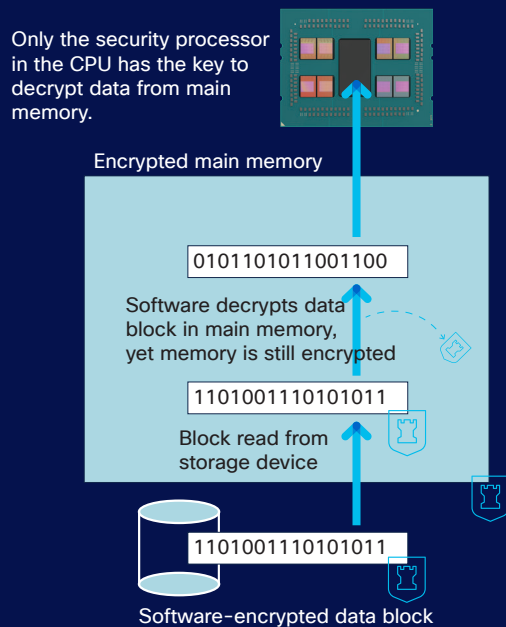 Only the security processor
in the CPU has the key to
decrypt data from main
memory.
Encrypted main memory
0101101011001100
Software decrypts data
block in main memory,
yet memory is still encrypted
1101001110101011
Block read from
storage device
1101001110101011
Software-encrypted data block